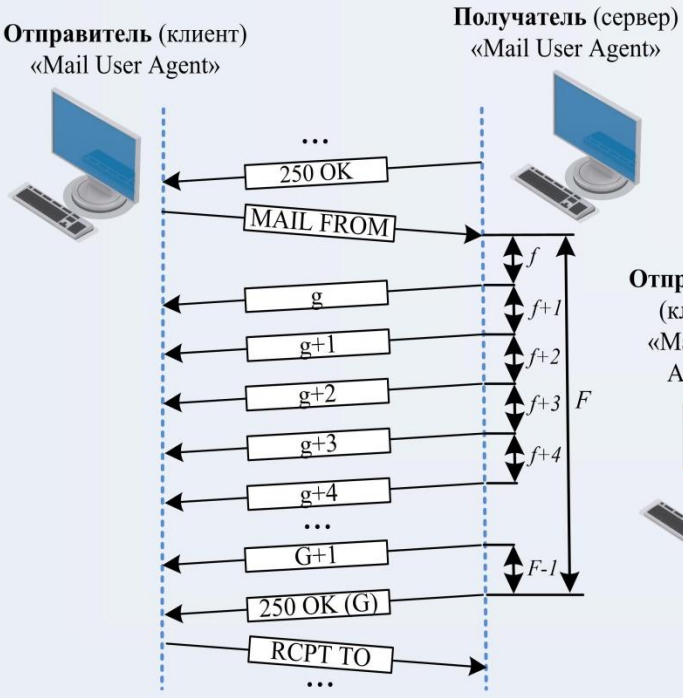 Отправитель (клиент)
«Mail User Agent»
Получатель (сервер)
«Mail User Agent»
...
250 OK
MAIL FROM
f
g
f+1
g+1
f+2
g+2
f+3
F
g+3
f+4
g+4
...
G+1
F-1
250 OK (G)
RCPT TO
...